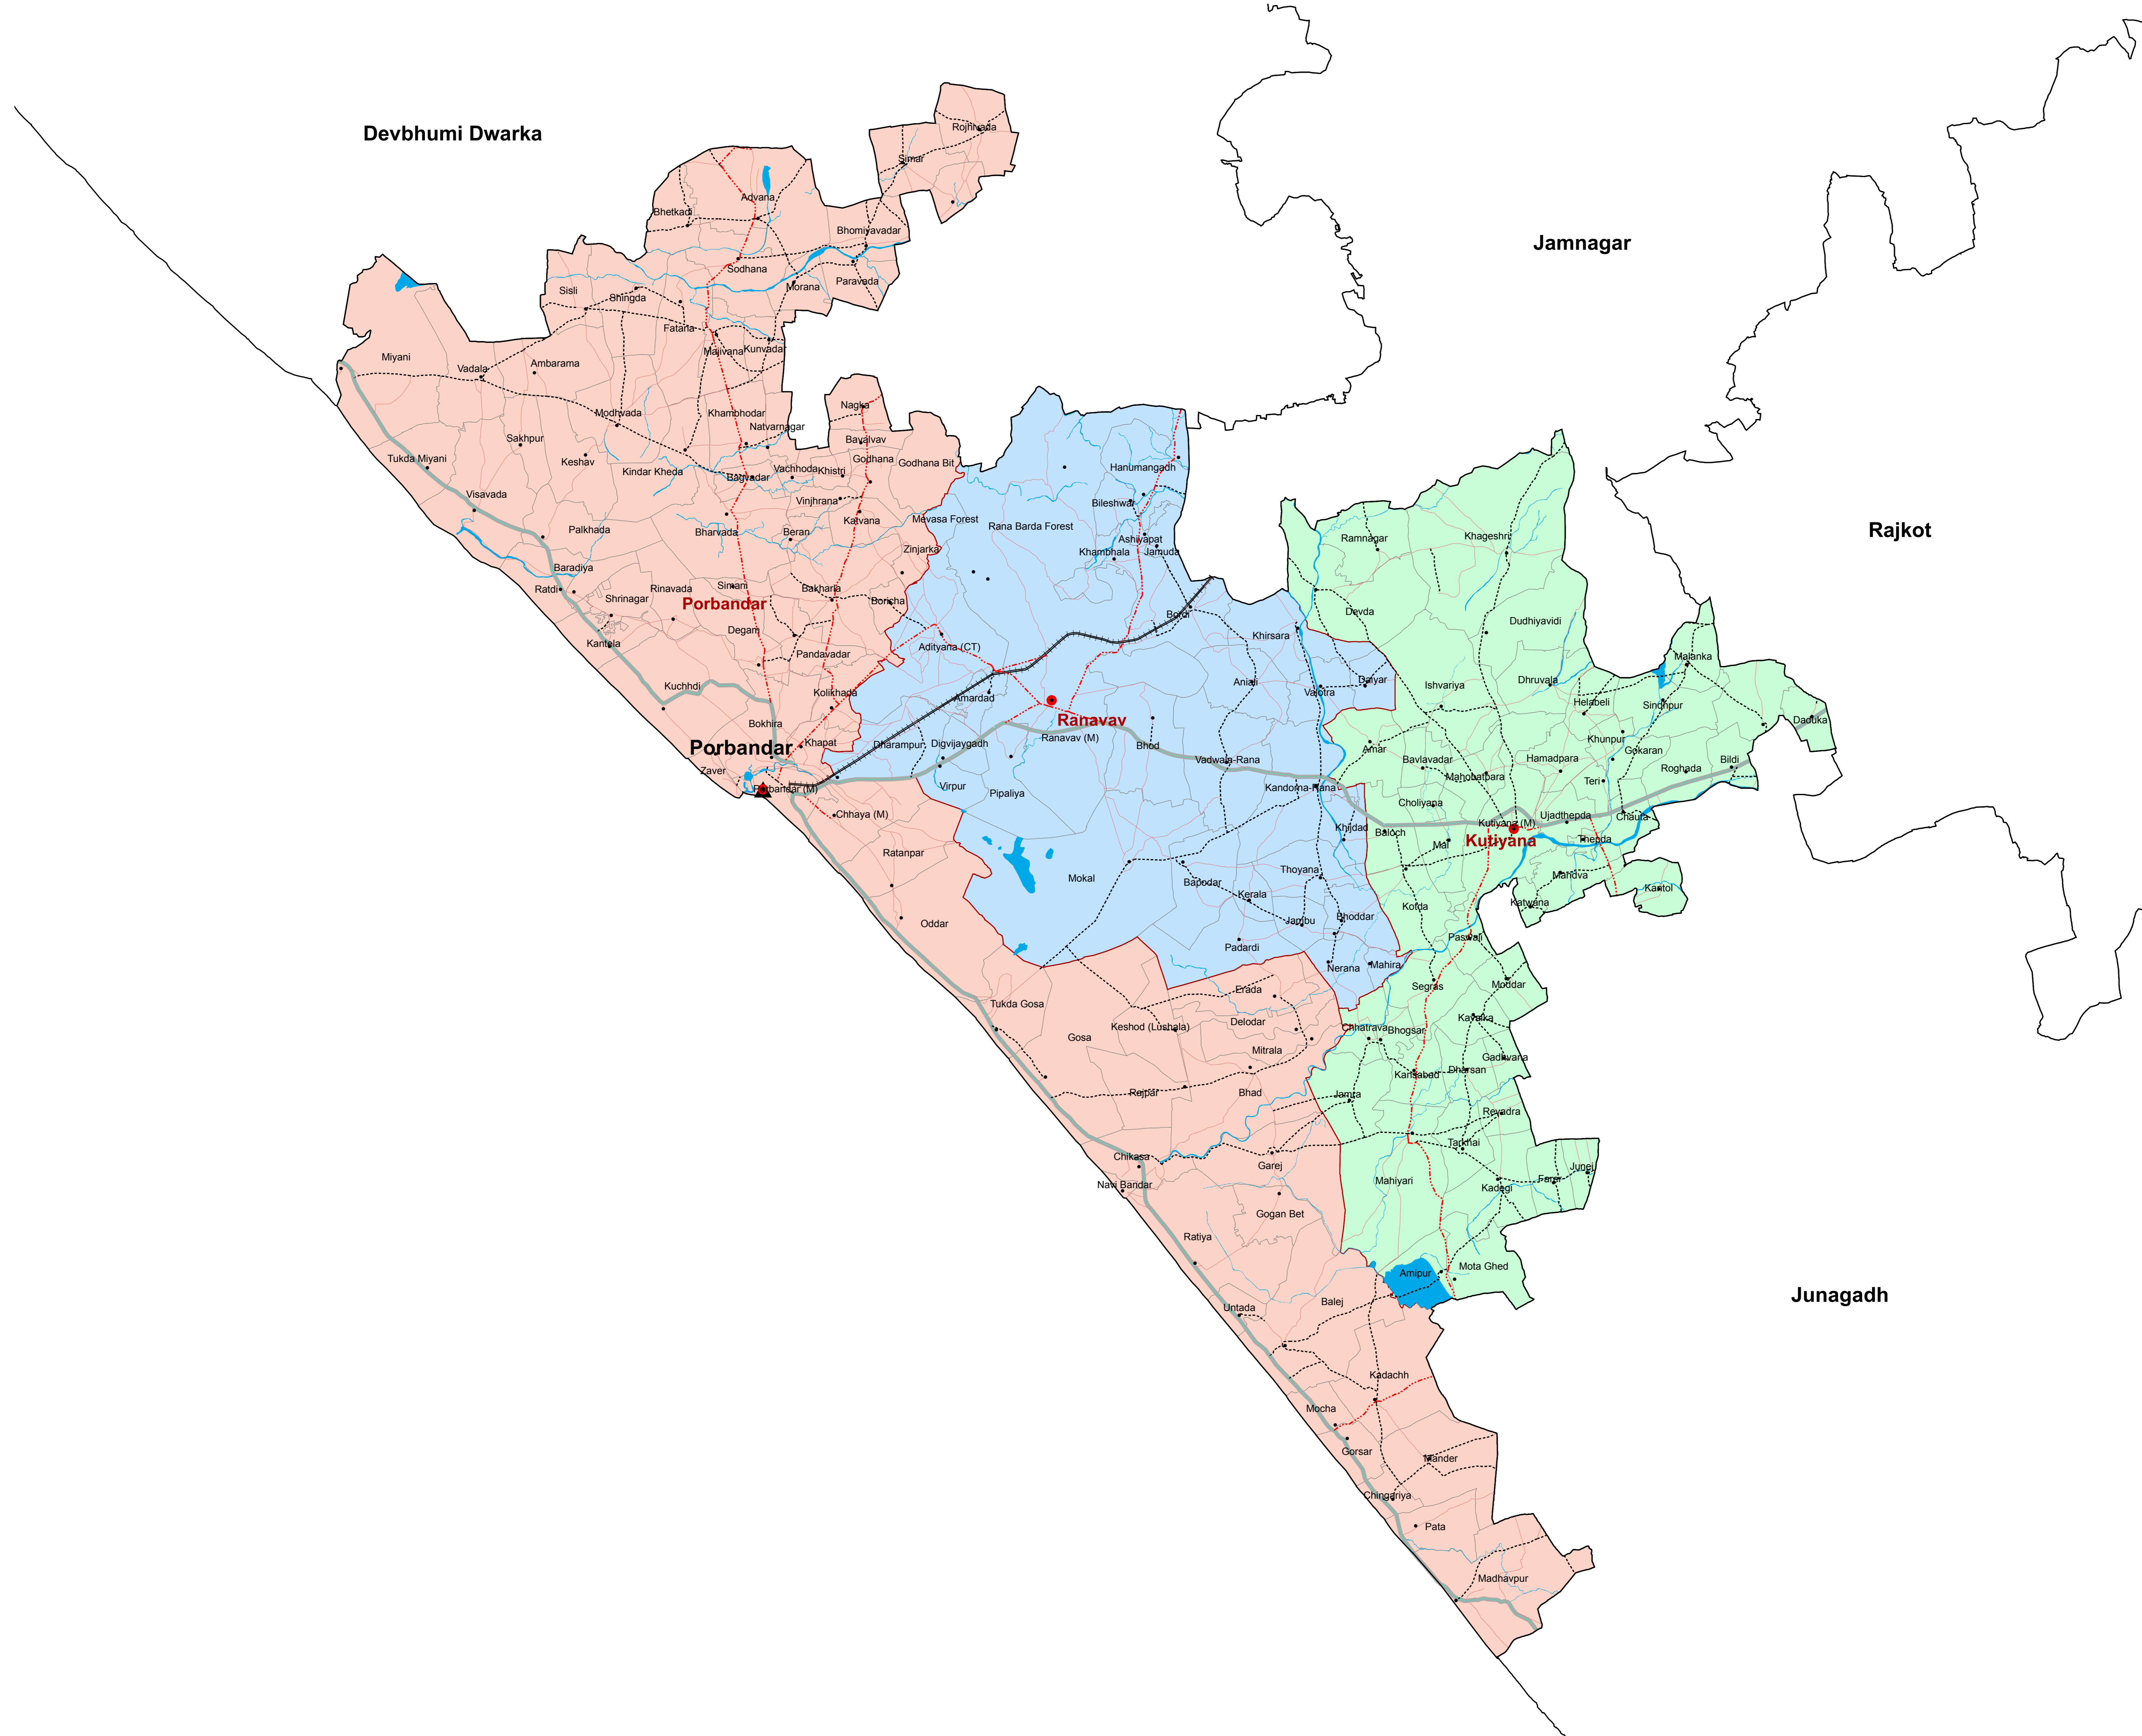 Devbhumi Dwarka
Jamnagar
Rajkot
Junagadh
Rojhivada
Simar
Advana
Bhetkadi
Bhomiyavadar
Sodhana
Paravada
Morana
Sisli
Shingda
Fatana
Majivana
Kunvadar
Miyani
Vadala
Ambarama
Modhvada
Khambhodar
Natvarnagar
Nagka
Bavalvav
Godhana
Godhana Bit
Sakhpur
Tukda Miyani
Keshav
Kindar Kheda
Bagvadar
Vachhoda
Khistri
Visavada
Vinjhrana
Katvana
Palkhada
Bharvada
Beran
Zinjarka
Baradiya
Ratdi
Shrinagar
Rinavada
Simani
Bakharla
Boricha
Porbandar
Degam
Kantela
Pandavadar
Kuchhdi
Kolikhada
Bokhira
Khapat
Porbandar
Zaver
Porbandar (M)
Chhaya (M)
Ratanpar
Oddar
Mevasa Forest
Rana Barda Forest
Hanumangadh
Bileshwar
Ashiyapat
Khambhala
Jamuda
Bordi
Khirsara
Adityana (CT)
Amardad
Aniali
Valotra
Daiyar
Ranavav
Ranavav (M)
Dharampur
Digvijaygadh
Bhod
Vadwala-Rana
Virpur
Pipaliya
Kandorna-Rana
Khijdad
Mokal
Bapodar
Thoyana
Kerala
Jambu
Bhoddar
Padardi
Nerana
Mahira
Ramnagar
Khageshri
Devda
Dudhiyavidi
Malanka
Ishvariya
Dhruvala
Helabeli
Sindhpur
Daduka
Amar
Khunpur
Gokaran
Bavlavadar
Hamadpara
Mahobatpara
Teri
Roghada
Bildi
Choliyana
Ujadthepda
Chauta
Baloch
Kutiyana (M)
Kutiyana
Mal
Thepda
Mandva
Kantol
Kotda
Katwana
Paswali
Segras
Moddar
Chhatrava
Bhogsar
Kavalka
Gadhvana
Kansabad
Dharsan
Jamra
Revadra
Tarkhai
Mahiyari
Kadegi
Farer
Junej
Amipur
Mota Ghed
Erada
Tukda Gosa
Keshod (Lushala)
Delodar
Gosa
Mitrala
Rojpar
Bhad
Chikasa
Garej
Navi Bandar
Gogan Bet
Ratiya
Untada
Balej
Kadachh
Mocha
Gorsar
Mander
Chingariya
Pata
Madhavpur